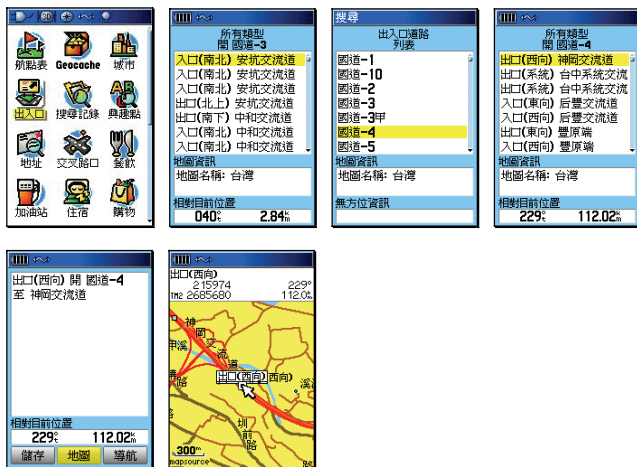 航點表 Geocache 城市
出入口 搜尋記錄 興趣點
地址 交叉路口 餐飲
加油站 住宿 購物
所有類型
開 國道-3
入口(南北) 安坑交流道
入口(南北) 安坑交流道
入口(南北) 安坑交流道
出口(北上) 安坑交流道
出口(南下) 中和交流道
入口(南北) 中和交流道
入口(南北) 中和交流道
地圖資訊
地圖名稱: 台灣
相對目前位置
040° 2.84
搜尋
出入口道路
列表
國道-1
國道-10
國道-2
國道-3
國道-3甲
國道-4
國道-5
地圖資訊
地圖名稱: 台灣
無方位資訊
所有類型
開 國道-4
出口(西向) 神岡交流道
出口(系統) 台中系統交流
入口(系統) 台中系統交流
入口(東向) 后豐交流道
入口(西向) 后豐交流道
出口(東向) 豐原端
入口(西向) 豐原端
地圖資訊
地圖名稱: 台灣
相對目前位置
229° 112.02
出口(西向) 開 國道-4
至 神岡交流道
相對目前位置
229° 112.02
儲存 地圖 導航
出口(西向)
215974 229°
TM2 2685680 112.0
神岡交流道
甲溪
路
出口(西向) 西向)
溪
圳前路
路
300m
mapsource